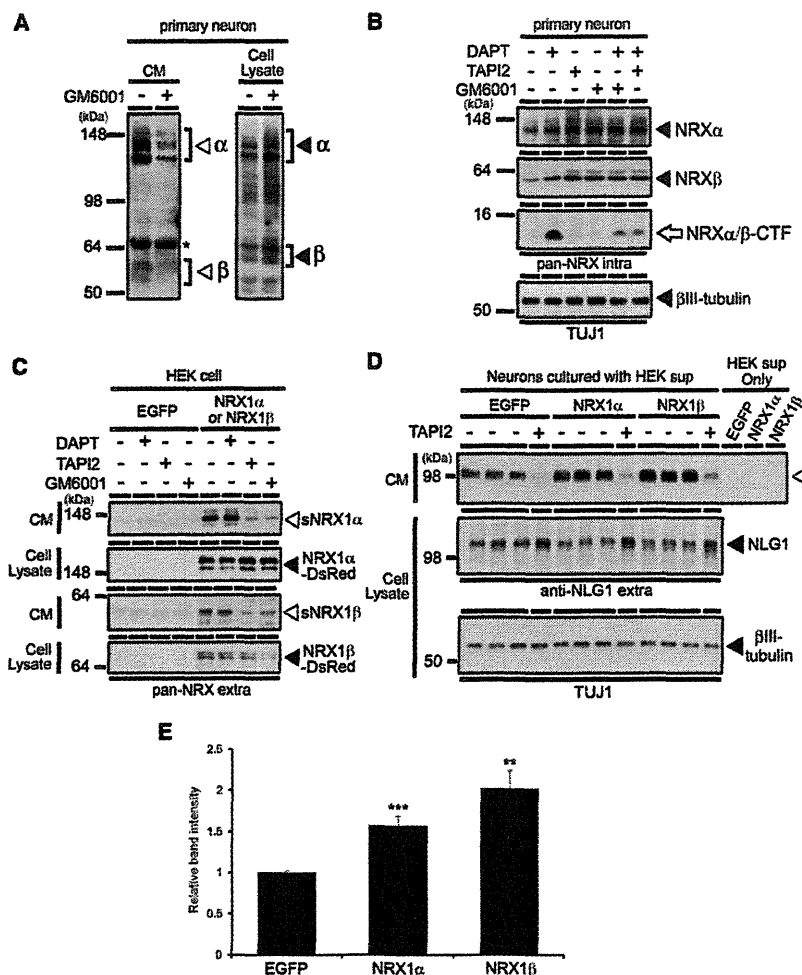 A
primary neuron
CM
Cell
Lysate
GM6001 - + - +
(kDa)
148
98
64
50
α
*
β
α
β
B
primary neuron
DAPT - + - - + +
TAPI2 - - + - - +
GM6001 - - - + + -
(kDa)
148
NRXα
64
NRXβ
16
NRXα/β-CTF
pan-NRX intra
50
βIII-tubulin
TUJ1
C
HEK cell
EGFP
NRX1α
or NRX1β
DAPT - + - - - + - -
TAPI2 - - + - - - + -
GM6001 - - - + - - - +
(kDa)
CM
148
sNRX1α
Cell
Lysate
148
NRX1α
-DsRed
64
CM
sNRX1β
Cell
Lysate
64
NRX1β
-DsRed
pan-NRX extra
D
Neurons cultured with HEK sup
HEK sup
Only
EGFP
NRX1α
NRX1β
EGFP
NRX1α
NRX1β
TAPI2 - - - + - - - + - - - +
(kDa)
CM
98
Cell
Lysate
98
NLG1
anti-NLG1 extra
50
βIII-
tubulin
TUJ1
E
Relative band intensity
2.5
2
1.5
1
0.5
0
***
**
EGFP
NRX1α
NRX1β